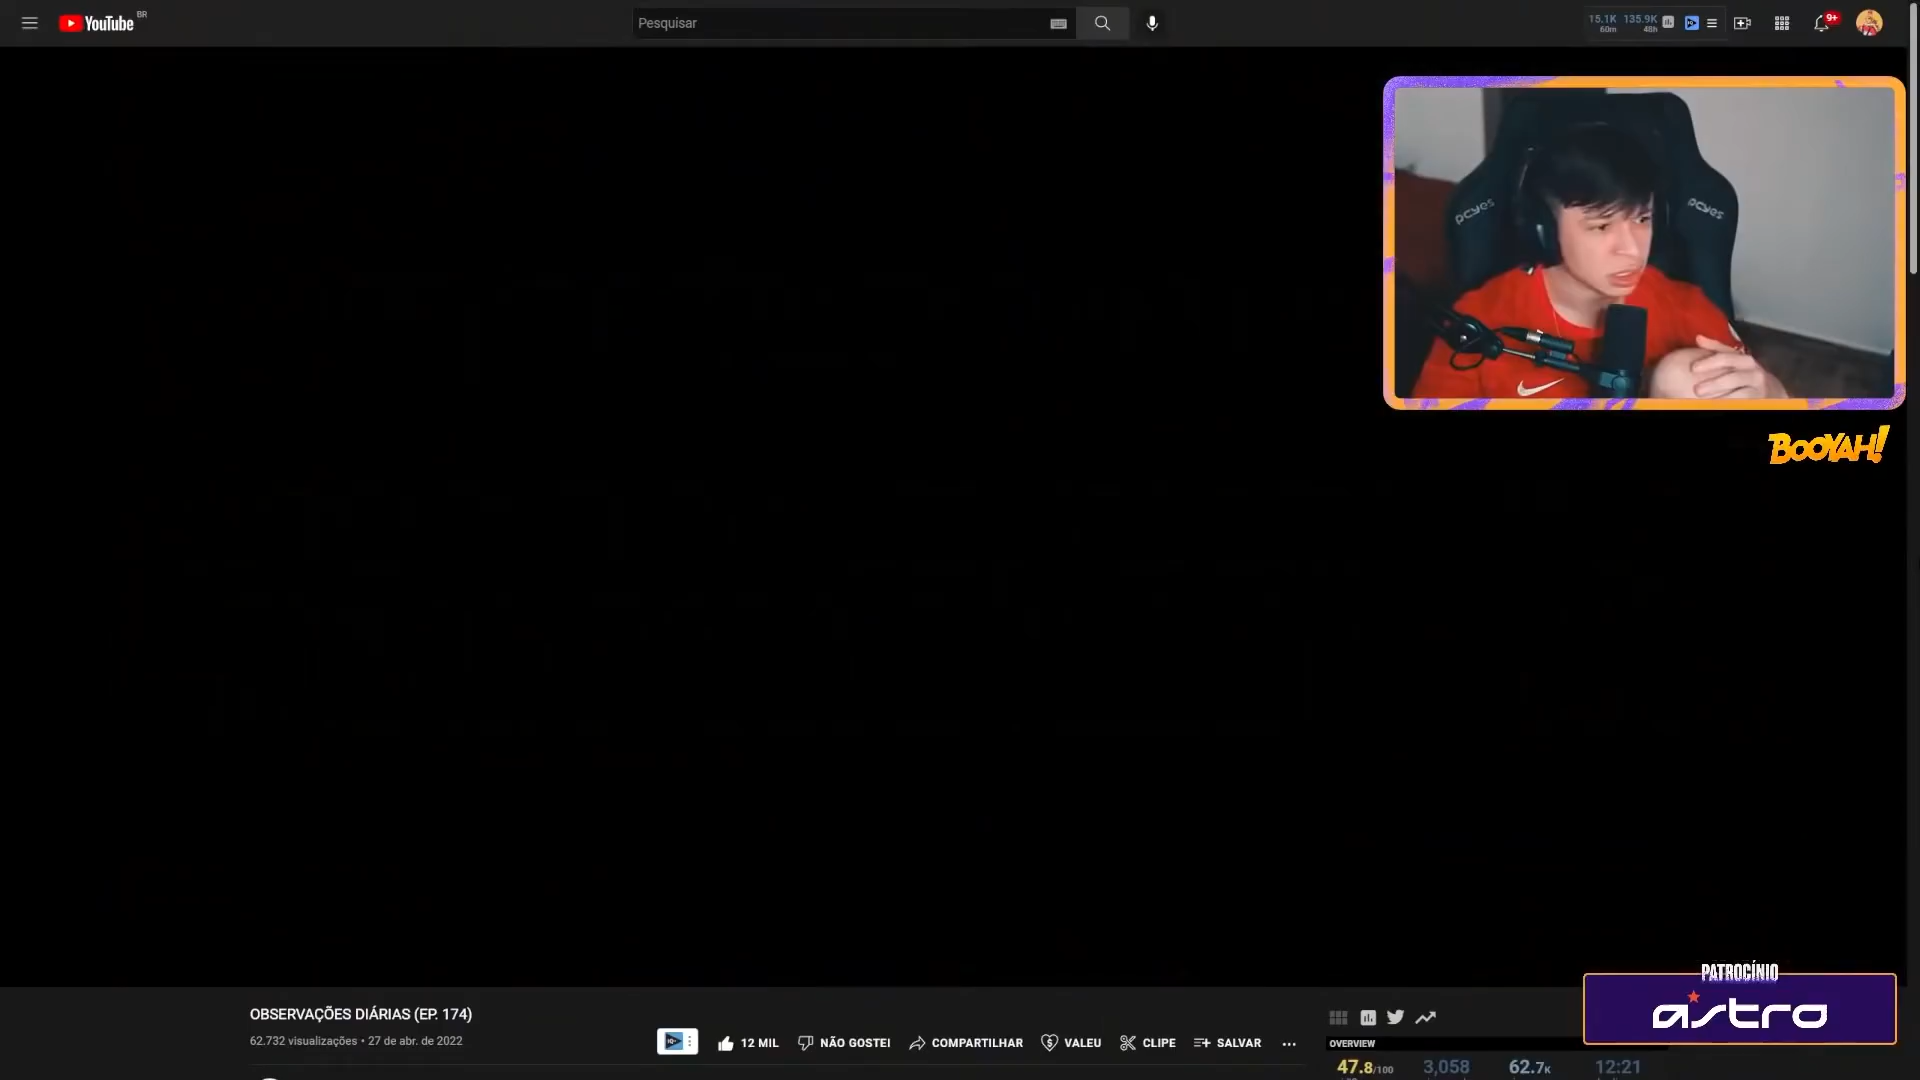 YouTube BR
Pesquisar
15.1K 135.9K
60m 48h
9+
pcyes pcyes
BOOYAH!
PATROCÍNIO
astro
OBSERVAÇÕES DIÁRIAS (EP. 174)
62.732 visualizações • 27 de abr. de 2022
12 MIL NÃO GOSTEI COMPARTILHAR VALEU CLIPE SALVAR
OVERVIEW
47.8/100 3,058 62.7K 12:21